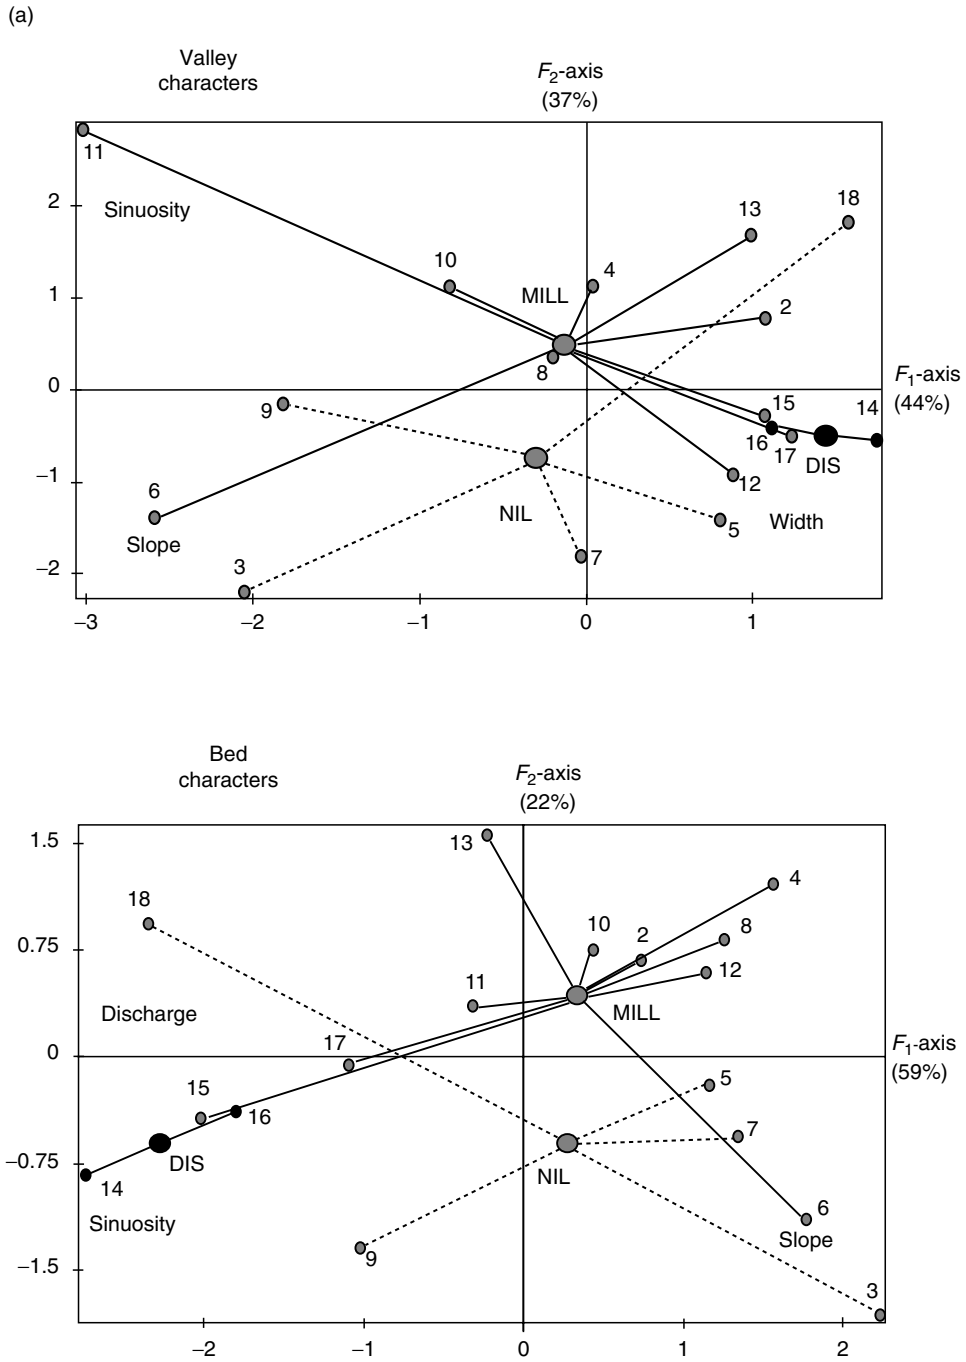 (a)
Valley
characters
F2-axis
(37%)
11
Sinuosity
2
10
4
MILL
13
18
1
2
8
0
F1-axis
(44%)
9
15
14
16
17
DIS
−1
6
NIL
12
Slope
5
Width
3
7
−2
−3
−2
−1
0
1
Bed
characters
F2-axis
(22%)
1.5
13
4
18
10
2
8
0.75
12
11
Discharge
MILL
17
0
F1-axis
(59%)
15
5
16
7
−0.75
DIS
NIL
14
Sinuosity
6
Slope
9
−1.5
3
−2
−1
0
1
2